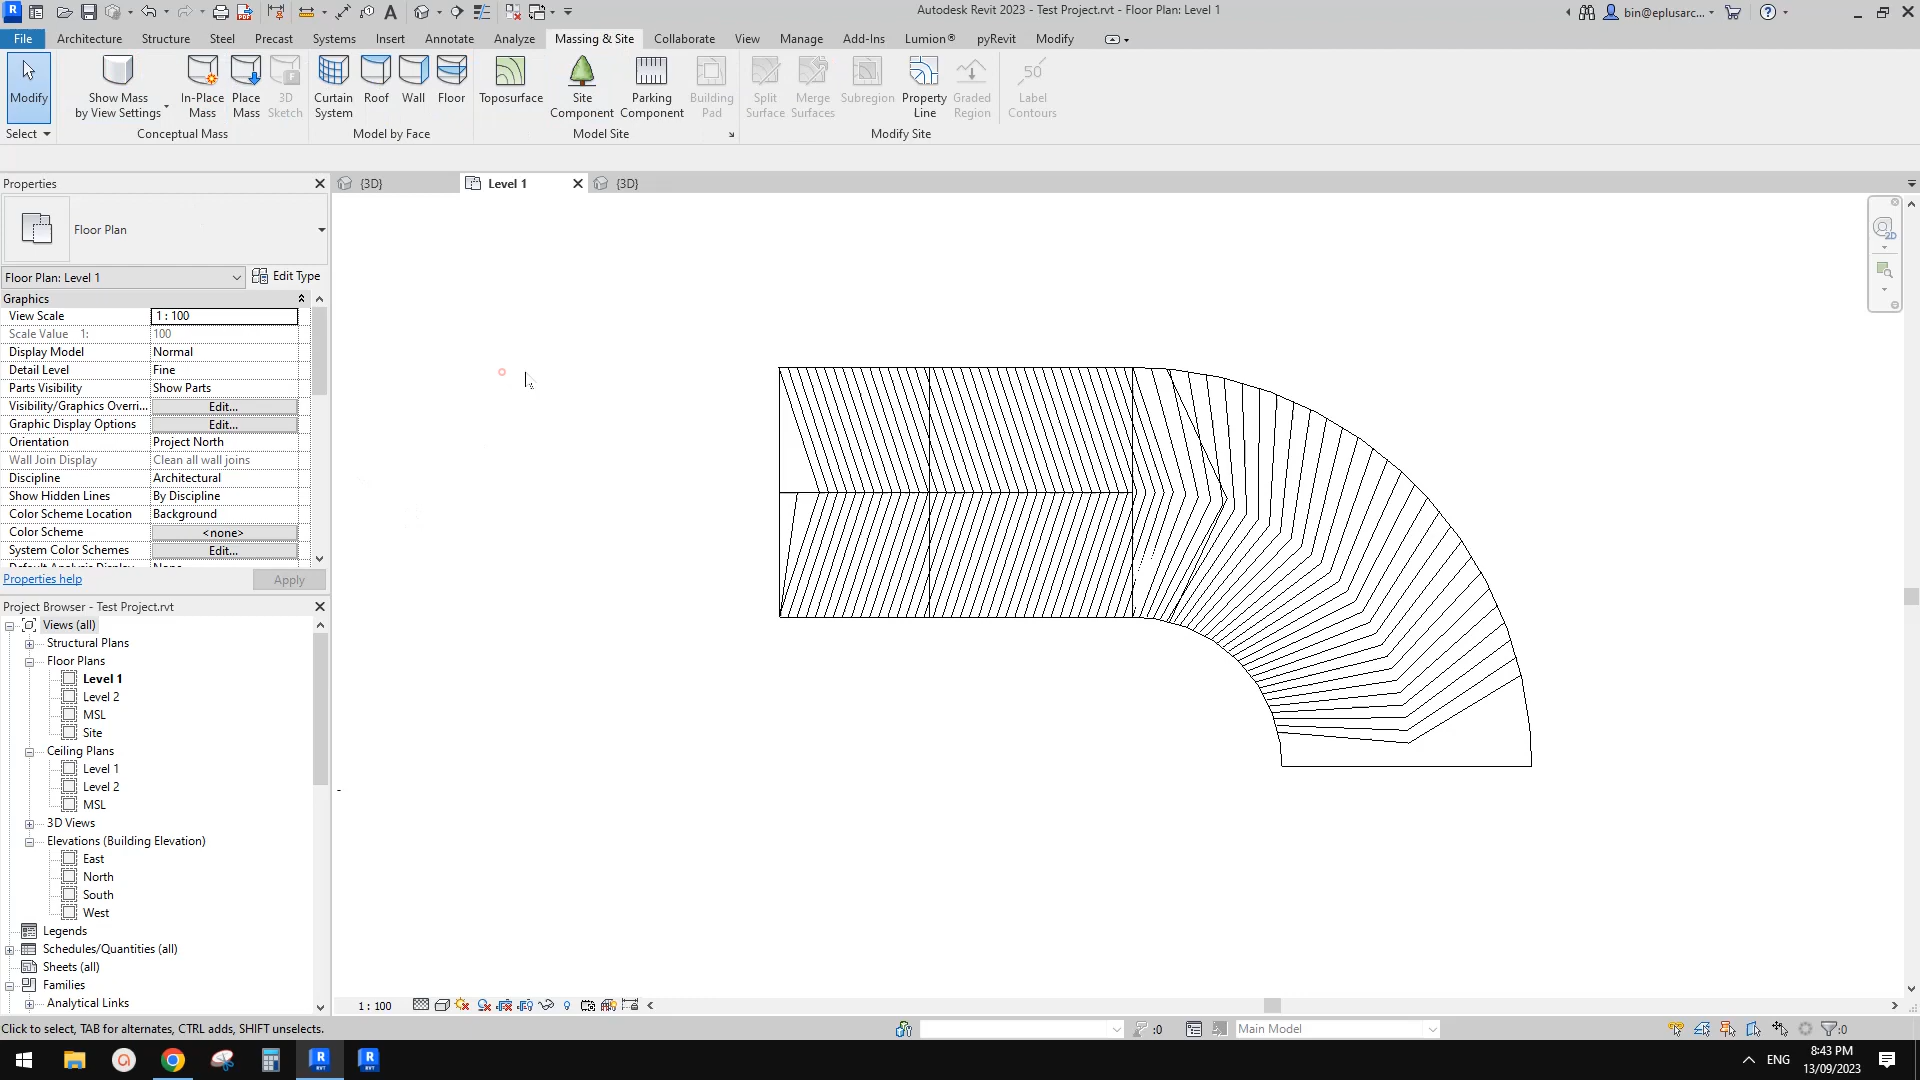 Autodesk Revit 2023 - Test Project.rvt - Floor Plan: Level 1
bin@eplusarc...
File Architecture Structure Steel Precast Systems Insert Annotate Analyze Massing & Site Collaborate View Manage Add-Ins Lumion® pyRevit Modify
Modify
Show Mass by View Settings
In-Place Mass
Place Mass
3D Sketch
Curtain System
Roof
Wall
Floor
Toposurface
Site Component
Parking Component
Building Pad
Split Surface
Merge Surfaces
Subregion
Property Line
Graded Region
Label Contours
Select
Conceptual Mass
Model by Face
Model Site
Modify Site
Properties
{3D}
Level 1
{3D}
Floor Plan
Floor Plan: Level 1
Edit Type
Graphics
View Scale 1 : 100
Scale Value 1: 100
Display Model Normal
Detail Level Fine
Parts Visibility Show Parts
Visibility/Graphics Overri... Edit...
Graphic Display Options Edit...
Orientation Project North
Wall Join Display Clean all wall joins
Discipline Architectural
Show Hidden Lines By Discipline
Color Scheme Location Background
Color Scheme <none>
System Color Schemes Edit...
Properties help
Apply
Project Browser - Test Project.rvt
Views (all)
Structural Plans
Floor Plans
Level 1
Level 2
MSL
Site
Ceiling Plans
Level 1
Level 2
MSL
3D Views
Elevations (Building Elevation)
East
North
South
West
Legends
Schedules/Quantities (all)
Sheets (all)
Families
Analytical Links
1 : 100
Click to select, TAB for alternates, CTRL adds, SHIFT unselects.
:0
Main Model
:0
ENG
8:43 PM
13/09/2023